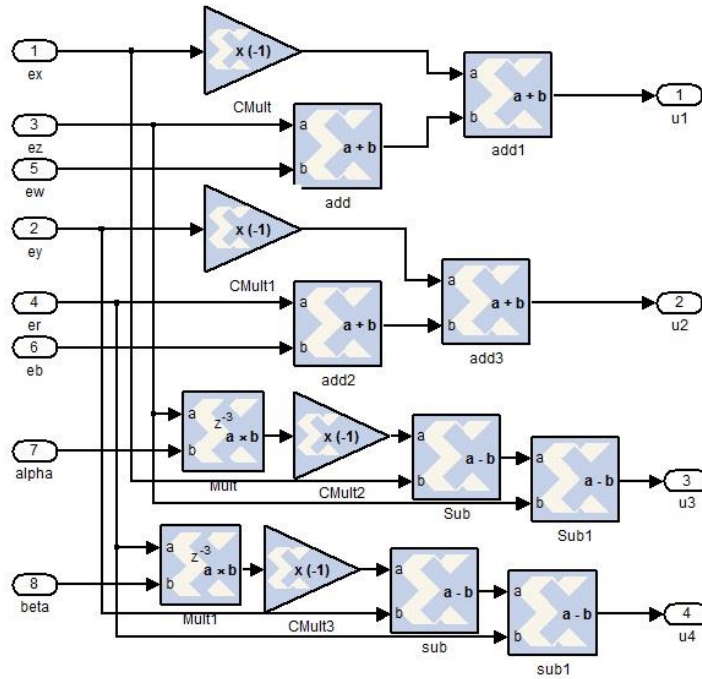 1
ex
x (-1)
CMult
a
b
a + b
add1
1
u1
3
ez
5
ew
a
b
a + b
add
2
ey
x (-1)
CMult1
a
b
a + b
add3
2
u2
4
er
6
eb
a
b
a + b
add2
7
alpha
a
b
z-3
a × b
Mult
x (-1)
CMult2
a
b
a - b
Sub
a
b
a - b
Sub1
3
u3
8
beta
a
b
z-3
a × b
Mult1
x (-1)
CMult3
a
b
a - b
sub
a
b
a - b
sub1
4
u4